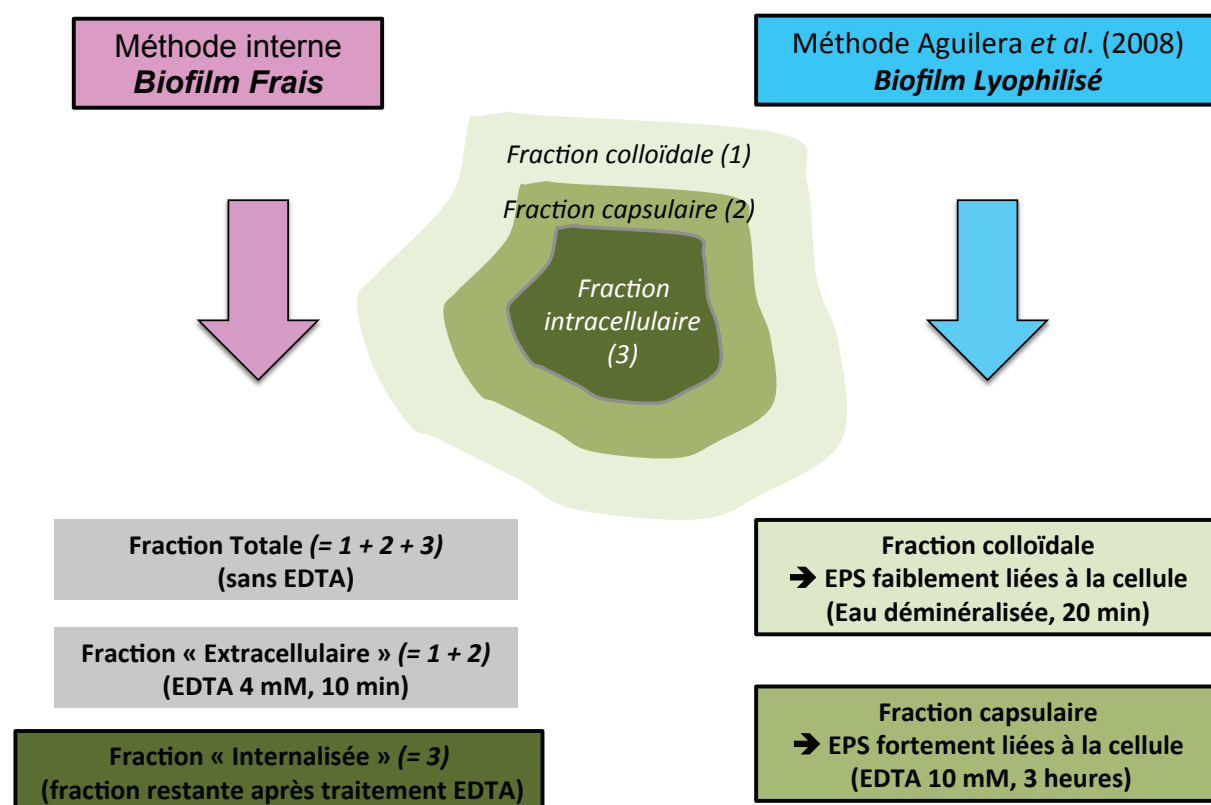 Méthode interne
Biofilm Frais
Méthode Aguilera et al. (2008)
Biofilm Lyophilisé
Fraction colloïdale (1)
Fraction capsulaire (2)
Fraction
intracellulaire
(3)
Fraction Totale (= 1 + 2 + 3)
(sans EDTA)
Fraction « Extracellulaire » (= 1 + 2)
(EDTA 4 mM, 10 min)
Fraction « Internalisée » (= 3)
(fraction restante après traitement EDTA)
Fraction colloïdale
➔ EPS faiblement liées à la cellule
(Eau déminéralisée, 20 min)
Fraction capsulaire
➔ EPS fortement liées à la cellule
(EDTA 10 mM, 3 heures)